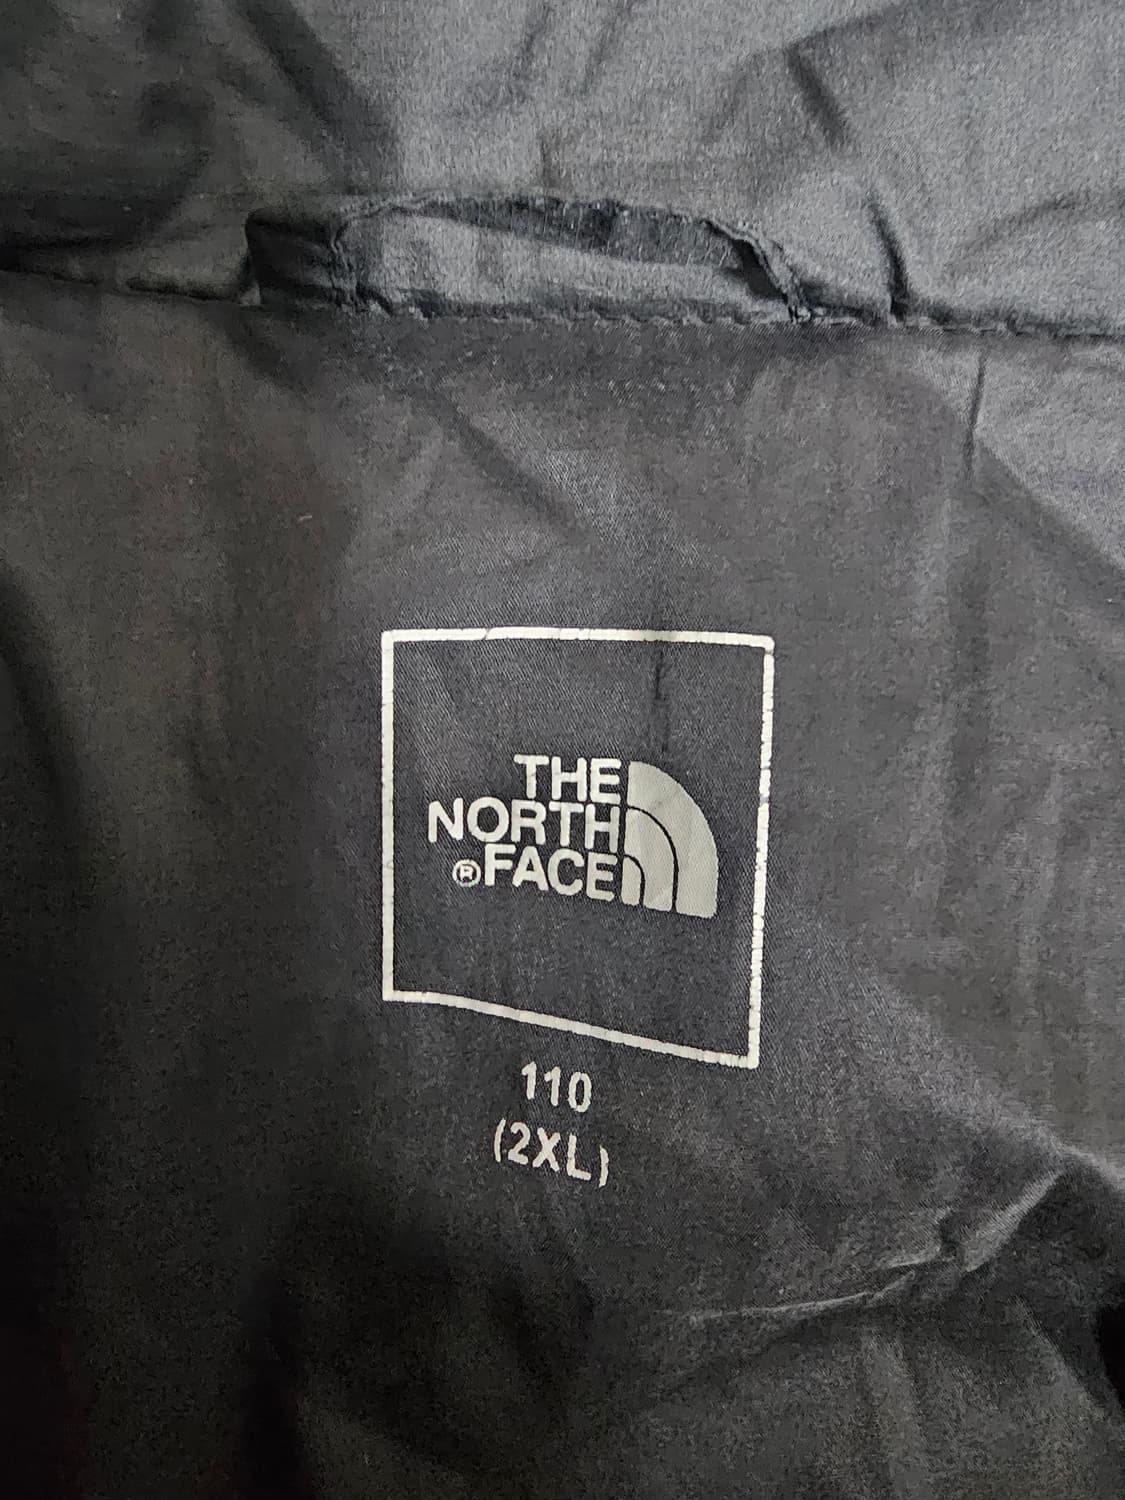 THE
NORTH
®FACE
110
(2XL)